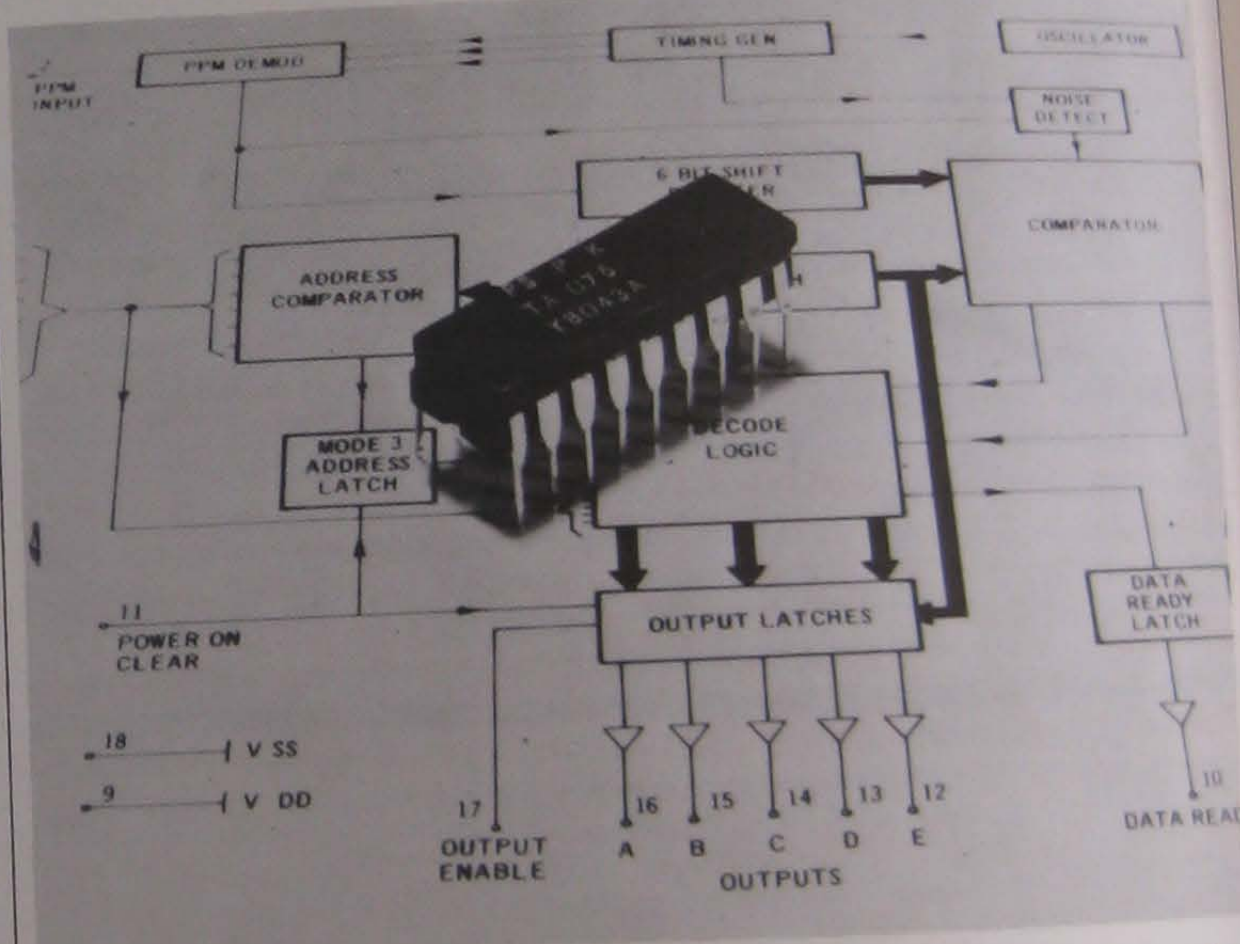 PPM DEMOD
TIMING GEN
OSCILLATOR
PPM
INPUT
NOISE
DETECT
6 BIT SHIFT
COMPARATOR
ADDRESS
COMPARATOR
H
P K
TA 076
Y8043A
MODE 3
ADDRESS
LATCH
ECODE
LOGIC
11
POWER ON
CLEAR
OUTPUT LATCHES
DATA
READY
LATCH
18 V SS
9 V DD
17
OUTPUT
ENABLE
16 15 14 13 12
A B C D E
OUTPUTS
10
DATA READ